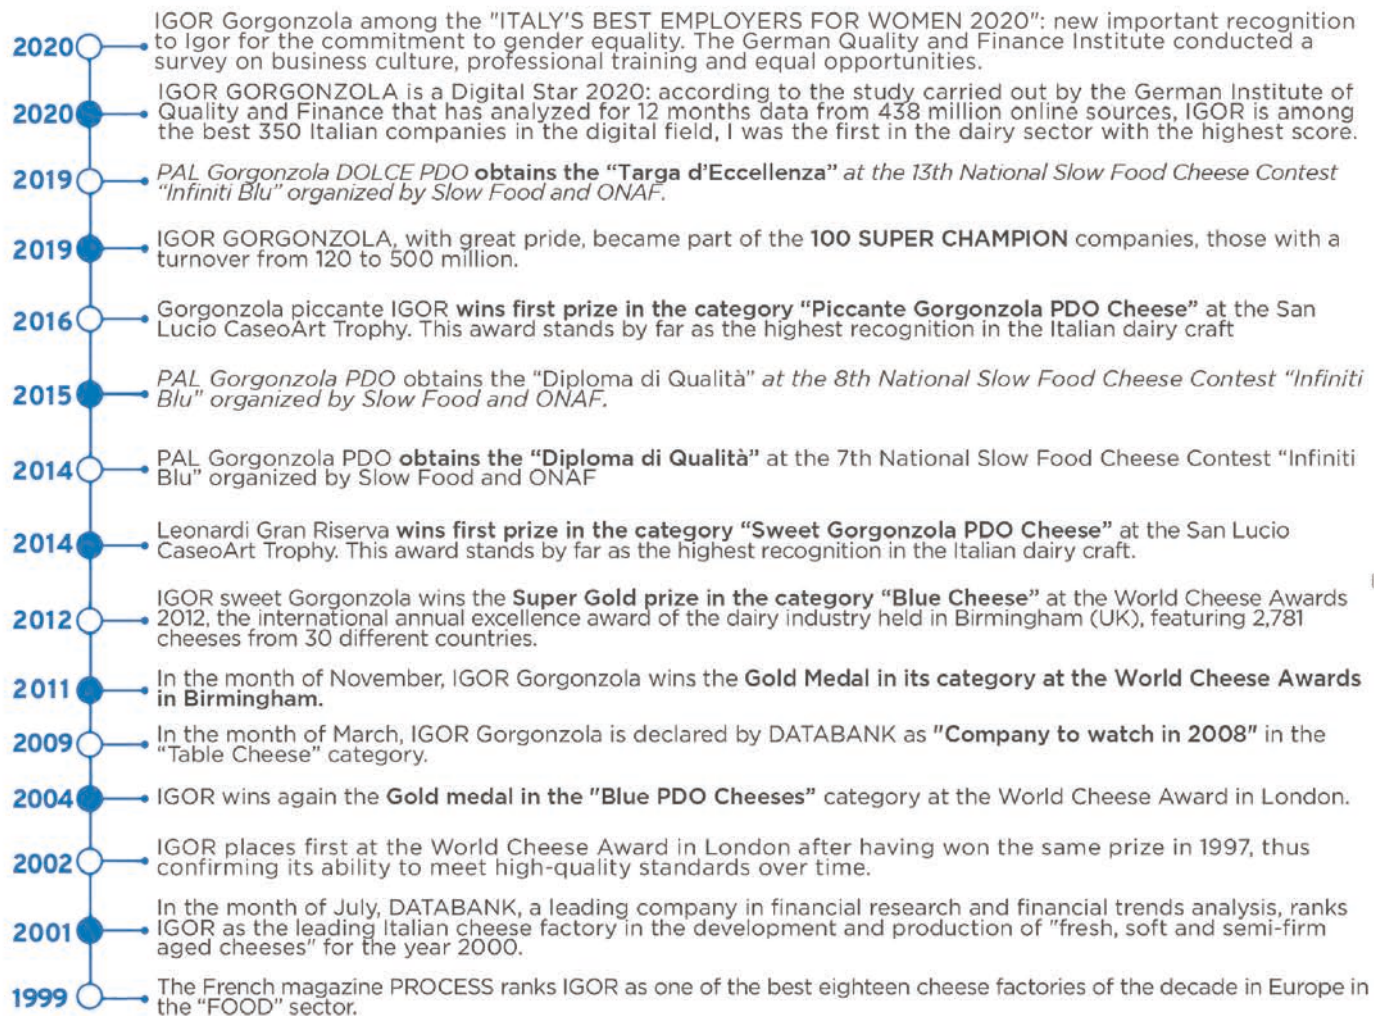 IGOR Gorgonzola among the "ITALY'S BEST EMPLOYERS FOR WOMEN 2020": new important recognition
2020 to Igor for the commitment to gender equality. The German Quality and Finance Institute conducted a
survey on business culture, professional training and equal opportunities.
IGOR GORGONZOLA is a Digital Star 2020: according to the study carried out by the German Institute of
2020 Quality and Finance that has analyzed for 12 months data from 438 million online sources, IGOR is among
the best 350 Italian companies in the digital field, I was the first in the dairy sector with the highest score.
2019 PAL Gorgonzola DOLCE PDO obtains the “Targa d’Eccellenza” at the 13th National Slow Food Cheese Contest
“Infiniti Blu” organized by Slow Food and ONAF.
2019 IGOR GORGONZOLA, with great pride, became part of the 100 SUPER CHAMPION companies, those with a
turnover from 120 to 500 million.
2016 Gorgonzola piccante IGOR wins first prize in the category “Piccante Gorgonzola PDO Cheese” at the San
Lucio CaseoArt Trophy. This award stands by far as the highest recognition in the Italian dairy craft
2015 PAL Gorgonzola PDO obtains the “Diploma di Qualità” at the 8th National Slow Food Cheese Contest “Infiniti
Blu” organized by Slow Food and ONAF.
2014 PAL Gorgonzola PDO obtains the “Diploma di Qualità” at the 7th National Slow Food Cheese Contest “Infiniti
Blu” organized by Slow Food and ONAF
2014 Leonardi Gran Riserva wins first prize in the category “Sweet Gorgonzola PDO Cheese” at the San Lucio
CaseoArt Trophy. This award stands by far as the highest recognition in the Italian dairy craft.
IGOR sweet Gorgonzola wins the Super Gold prize in the category “Blue Cheese” at the World Cheese Awards
2012 2012, the international annual excellence award of the dairy industry held in Birmingham (UK), featuring 2,781
cheeses from 30 different countries.
2011 In the month of November, IGOR Gorgonzola wins the Gold Medal in its category at the World Cheese Awards
in Birmingham.
2009 In the month of March, IGOR Gorgonzola is declared by DATABANK as "Company to watch in 2008" in the
“Table Cheese” category.
2004 IGOR wins again the Gold medal in the "Blue PDO Cheeses” category at the World Cheese Award in London.
2002 IGOR places first at the World Cheese Award in London after having won the same prize in 1997, thus
confirming its ability to meet high-quality standards over time.
In the month of July, DATABANK, a leading company in financial research and financial trends analysis, ranks
2001 IGOR as the leading Italian cheese factory in the development and production of "fresh, soft and semi-firm
aged cheeses" for the year 2000.
1999 The French magazine PROCESS ranks IGOR as one of the best eighteen cheese factories of the decade in Europe in
the “FOOD” sector.